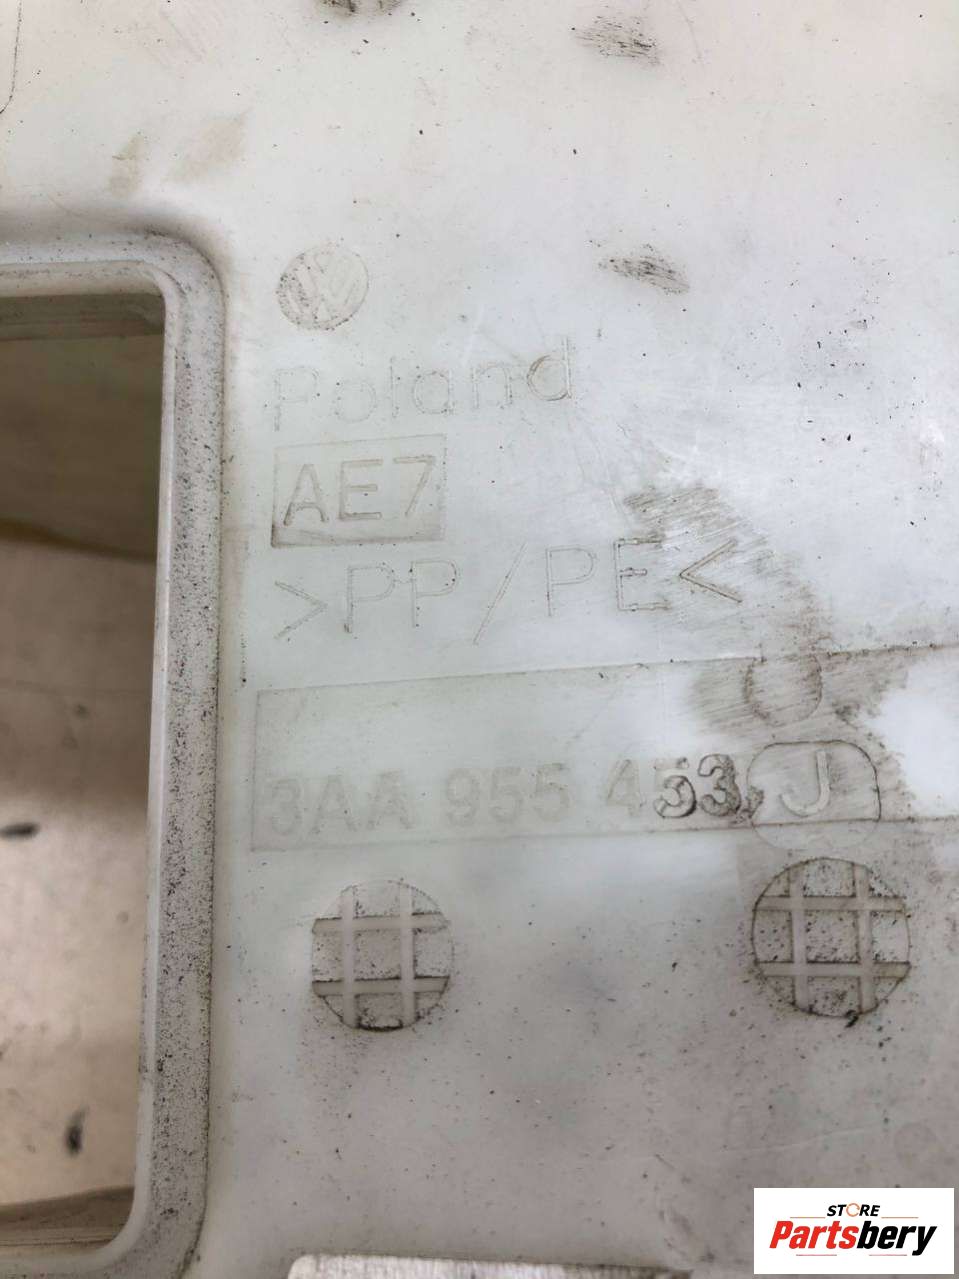 Poland
AE7
>PP/PE<
3AA 955 453 J
STORE
Partsbery